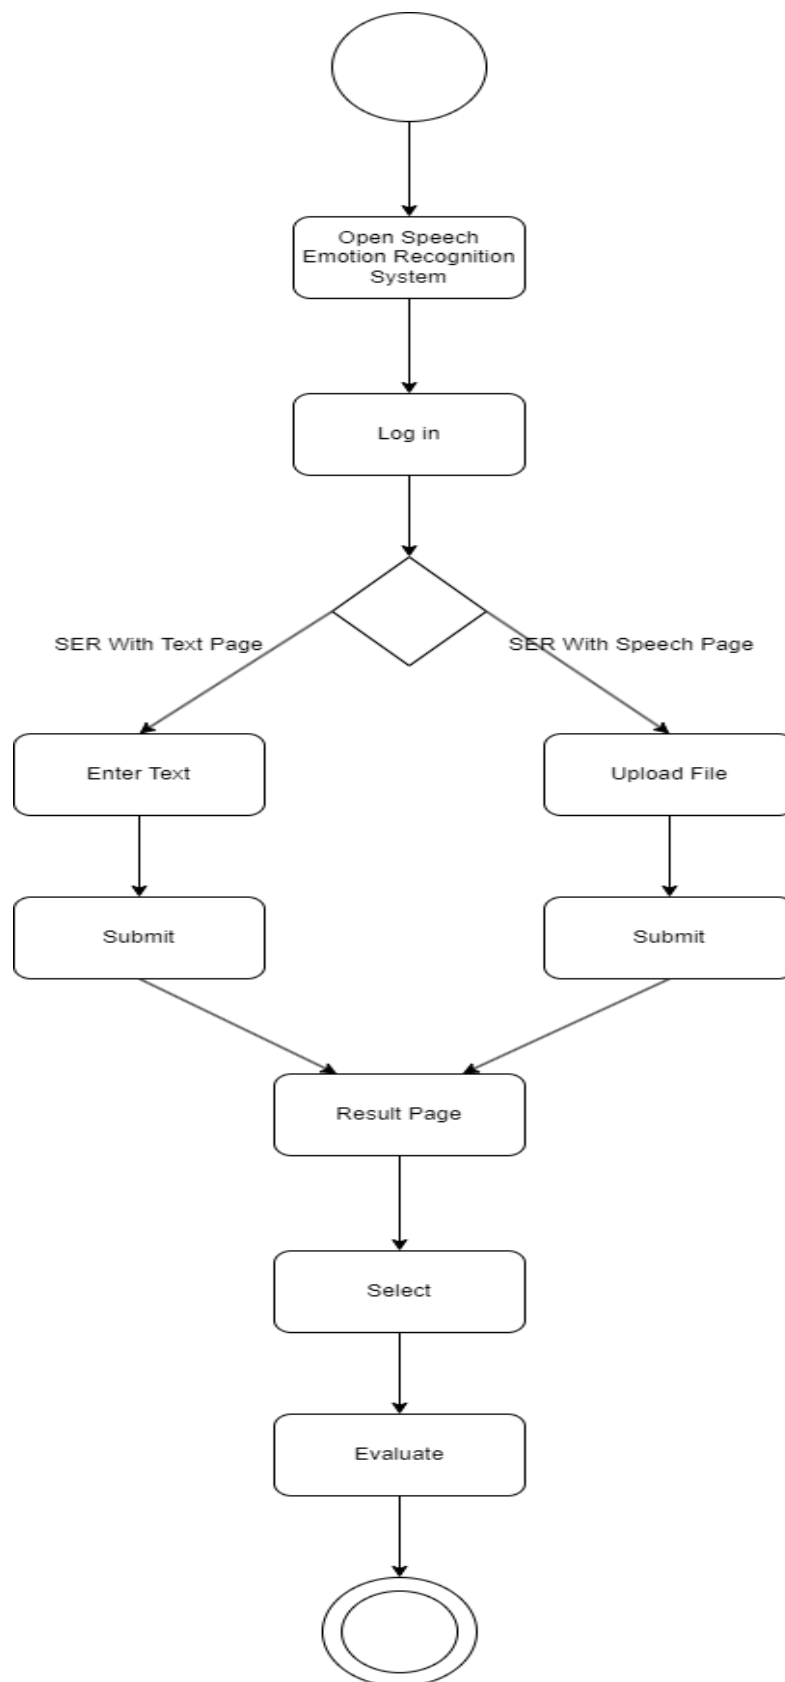 Open Speech
Emotion Recognition
System
Log in
SER With Text Page
SER With Speech Page
Enter Text
Upload File
Submit
Submit
Result Page
Select
Evaluate